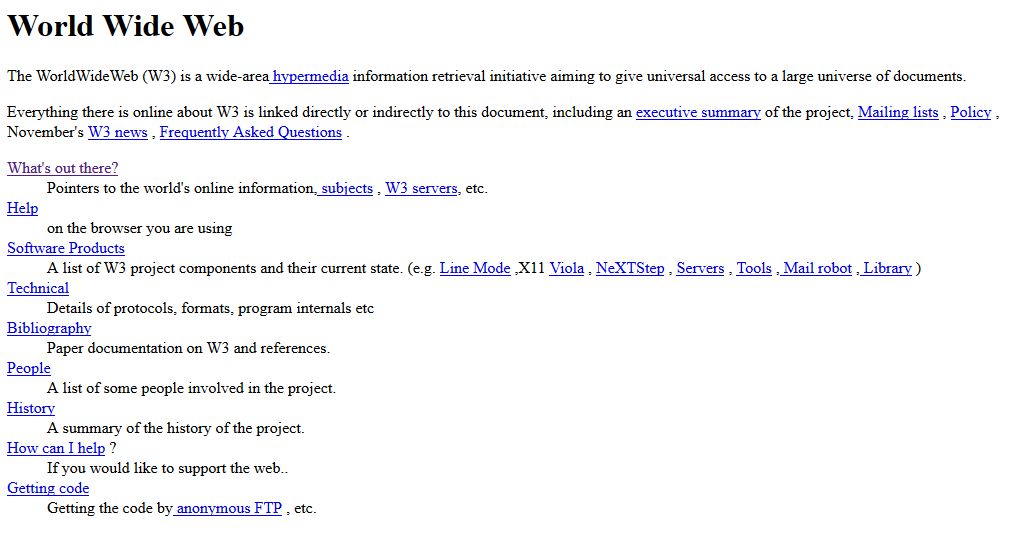 World Wide Web
The WorldWideWeb (W3) is a wide-area hypermedia information retrieval initiative aiming to give universal access to a large universe of documents.
Everything there is online about W3 is linked directly or indirectly to this document, including an executive summary of the project, Mailing lists , Policy ,
November's W3 news , Frequently Asked Questions .
What's out there?
Pointers to the world's online information, subjects , W3 servers, etc.
Help
on the browser you are using
Software Products
A list of W3 project components and their current state. (e.g. Line Mode ,X11 Viola , NeXTStep , Servers , Tools , Mail robot , Library )
Technical
Details of protocols, formats, program internals etc
Bibliography
Paper documentation on W3 and references.
People
A list of some people involved in the project.
History
A summary of the history of the project.
How can I help ?
If you would like to support the web..
Getting code
Getting the code by anonymous FTP , etc.